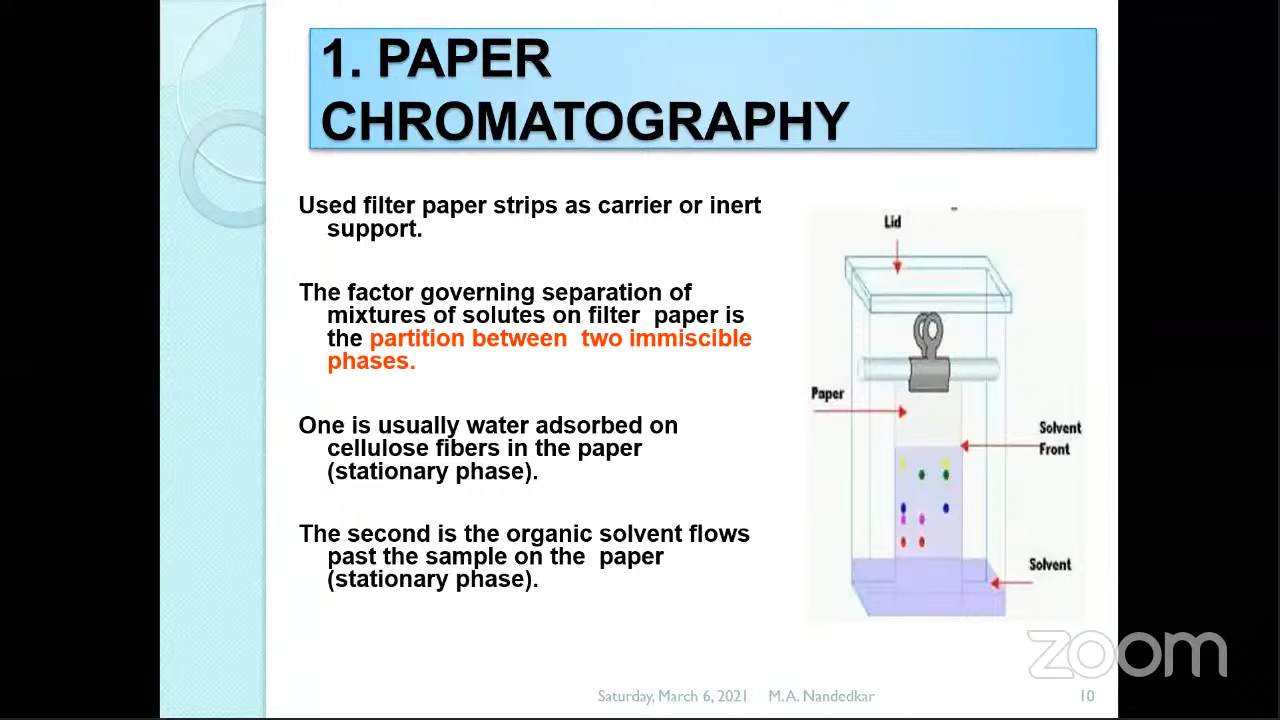 1. PAPER
CHROMATOGRAPHY
Used filter paper strips as carrier or inert
support.
The factor governing separation of
mixtures of solutes on filter paper is
the partition between two immiscible
phases.
One is usually water adsorbed on
cellulose fibers in the paper
(stationary phase).
The second is the organic solvent flows
past the sample on the paper
(stationary phase).
Lid
Paper
Solvent
Front
Solvent
zoom
Saturday, March 6, 2021 M.A. Nandedkar 10